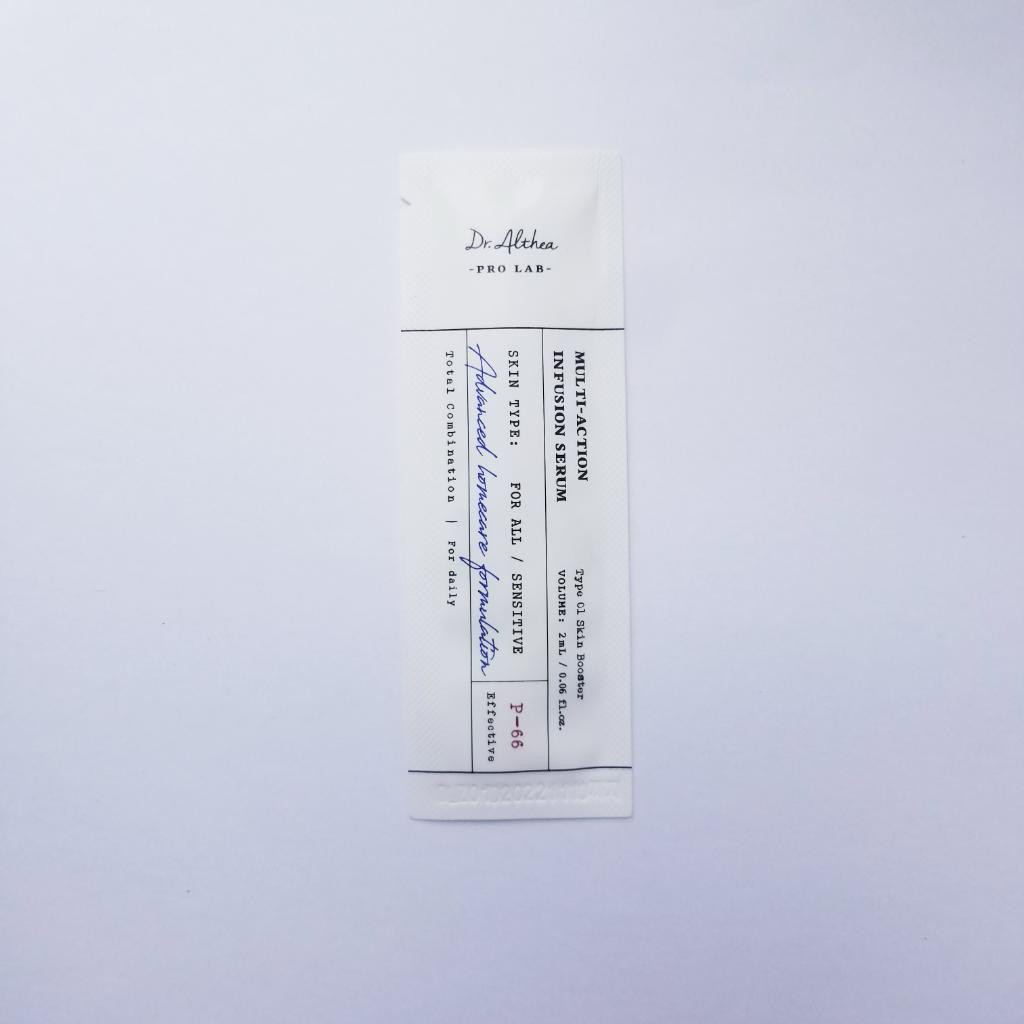 Dr. Althea
-PRO LAB-
MULTI-ACTION
INFUSION SERUM
Type 01 Skin Booster
VOLUME: 2mL / 0.06 fl.oz.
SKIN TYPE: FOR ALL / SENSITIVE
Advanced homecare formulation
P-66
Effective
Total Combination | For daily